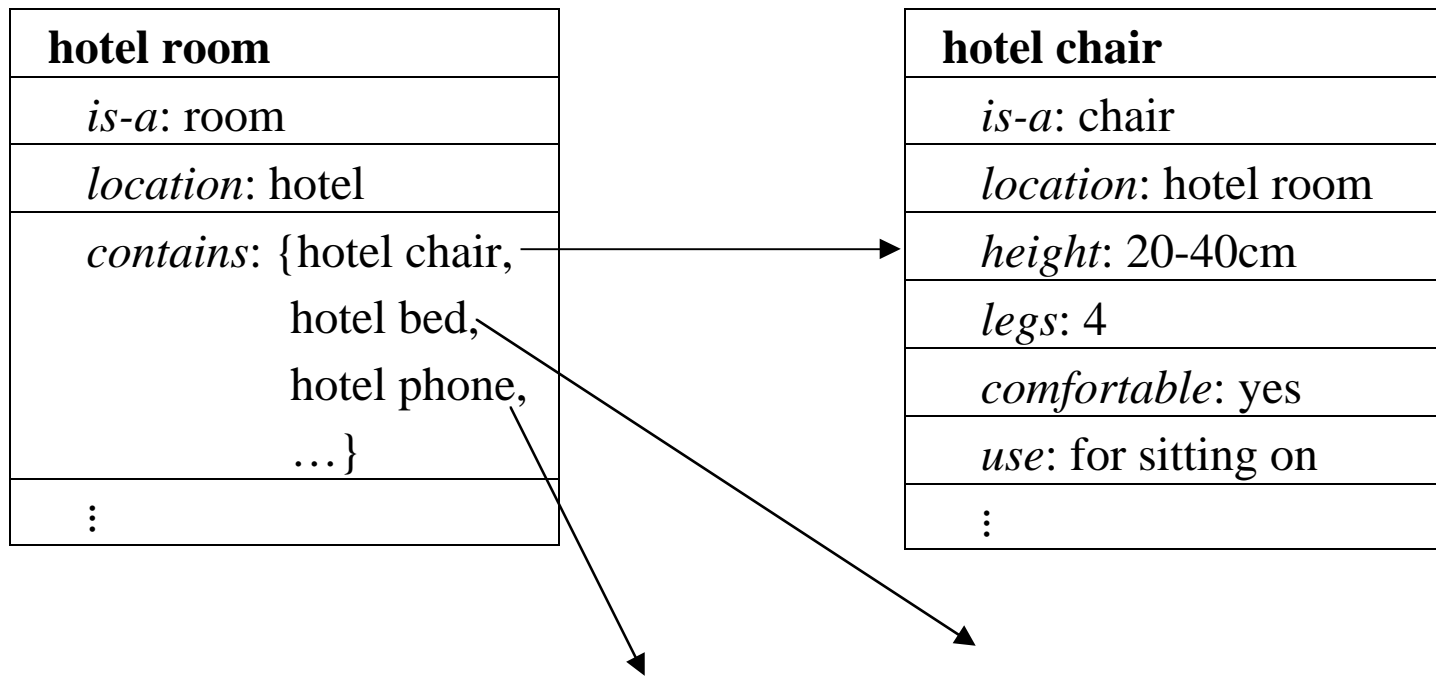 hotel room
is-a: room
location: hotel
contains: {hotel chair,
hotel bed,
hotel phone,
…}
⋮
hotel chair
is-a: chair
location: hotel room
height: 20-40cm
legs: 4
comfortable: yes
use: for sitting on
⋮